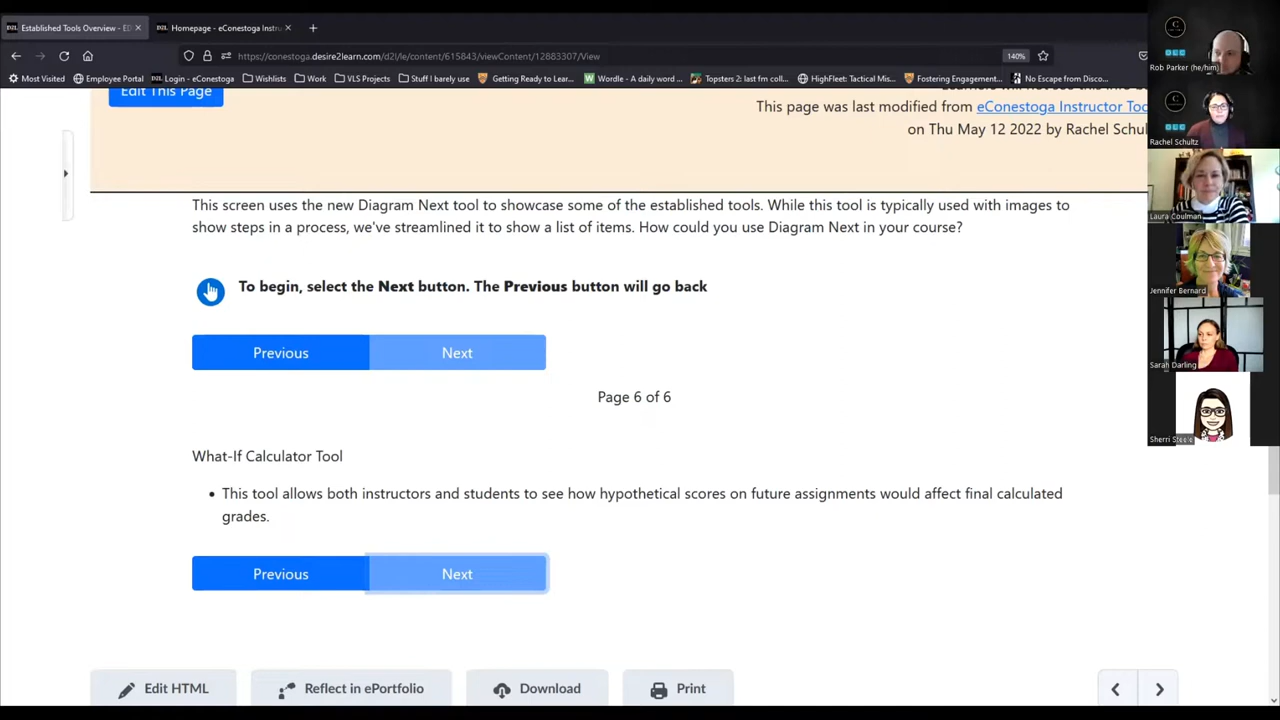 Established Tools Overview - ED
Homepage - eConestoga Instru
https://conestoga.desire2learn.com/d2l/le/content/615843/viewContent/12883307/View
140%
Most Visited
Employee Portal
Login - eConestoga
Wishlists
Work
VLS Projects
Stuff I barely use
Getting Ready to Lear...
Wordle - A daily word ...
Topsters 2: last fm coll...
HighFleet: Tactical Mis...
Fostering Engagement...
No Escape from Disco...
Edit This Page
This page was last modified from eConestoga Instructor Too
on Thu May 12 2022 by Rachel Schul
This screen uses the new Diagram Next tool to showcase some of the established tools. While this tool is typically used with images to
show steps in a process, we've streamlined it to show a list of items. How could you use Diagram Next in your course?
To begin, select the Next button. The Previous button will go back
Previous
Next
Page 6 of 6
What-If Calculator Tool
• This tool allows both instructors and students to see how hypothetical scores on future assignments would affect final calculated
grades.
Previous
Next
Edit HTML
Reflect in ePortfolio
Download
Print
Rob Parker (he/him)
Rachel Schultz
Laura Coulman
Jennifer Bernard
Sarah Darling
Sherri Steele